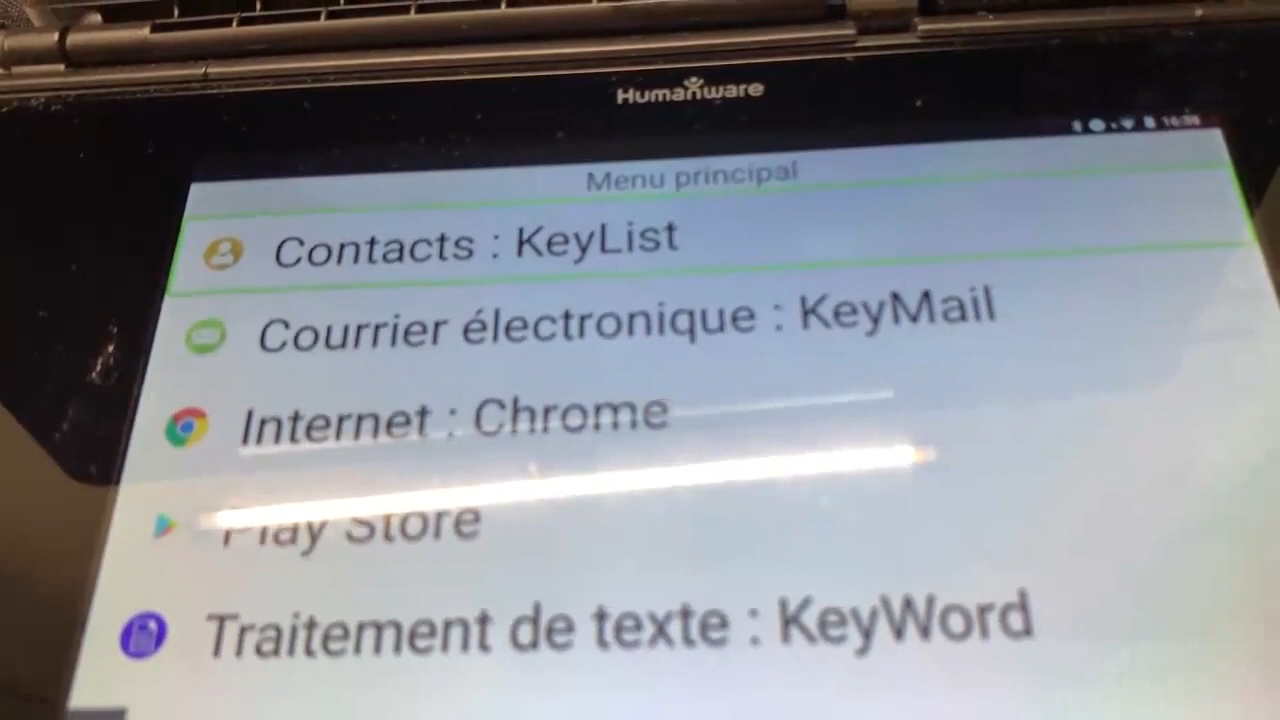 Humanware
Menu principal
Contacts : KeyList
Courrier électronique : KeyMail
Internet : Chrome
Play Store
Traitement de texte : KeyWord